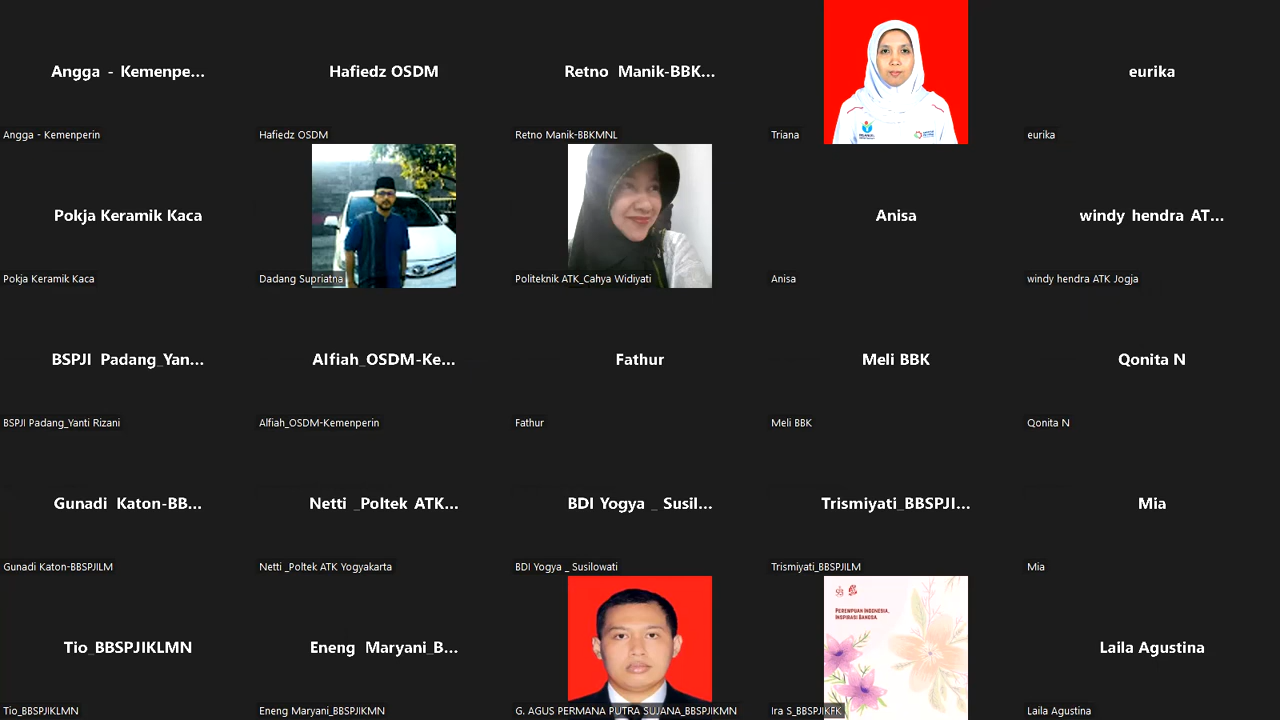 Angga - Kemenpe...
Angga - Kemenperin
Hafiedz OSDM
Hafiedz OSDM
Retno Manik-BBK...
Retno Manik-BBKMNL
Triana
eurika
eurika
Pokja Keramik Kaca
Pokja Keramik Kaca
Dadang Supriatna
Politeknik ATK_Cahya Widiyati
Anisa
Anisa
windy hendra AT...
windy hendra ATK Jogja
BSPJI Padang_Yan...
BSPJI Padang_Yanti Rizani
Alfiah_OSDM-Ke...
Alfiah_OSDM-Kemenperin
Fathur
Fathur
Meli BBK
Meli BBK
Qonita N
Qonita N
Gunadi Katon-BB...
Gunadi Katon-BBSPJILM
Netti _Poltek ATK...
Netti _Poltek ATK Yogyakarta
BDI Yogya _ Susil...
BDI Yogya _ Susilowati
Trismiyati_BBSPJI...
Trismiyati_BBSPJILM
Mia
Mia
Tio_BBSPJIKLMN
Tio_BBSPJIKLMN
Eneng Maryani_B...
Eneng Maryani_BBSPJIKMN
G. AGUS PERMANA PUTRA SUJANA_BBSPJIKMN
PEREMPUAN INDONESIA,
INSPIRASI BANGSA.
Ira S_BBSPJIKFK
Laila Agustina
Laila Agustina